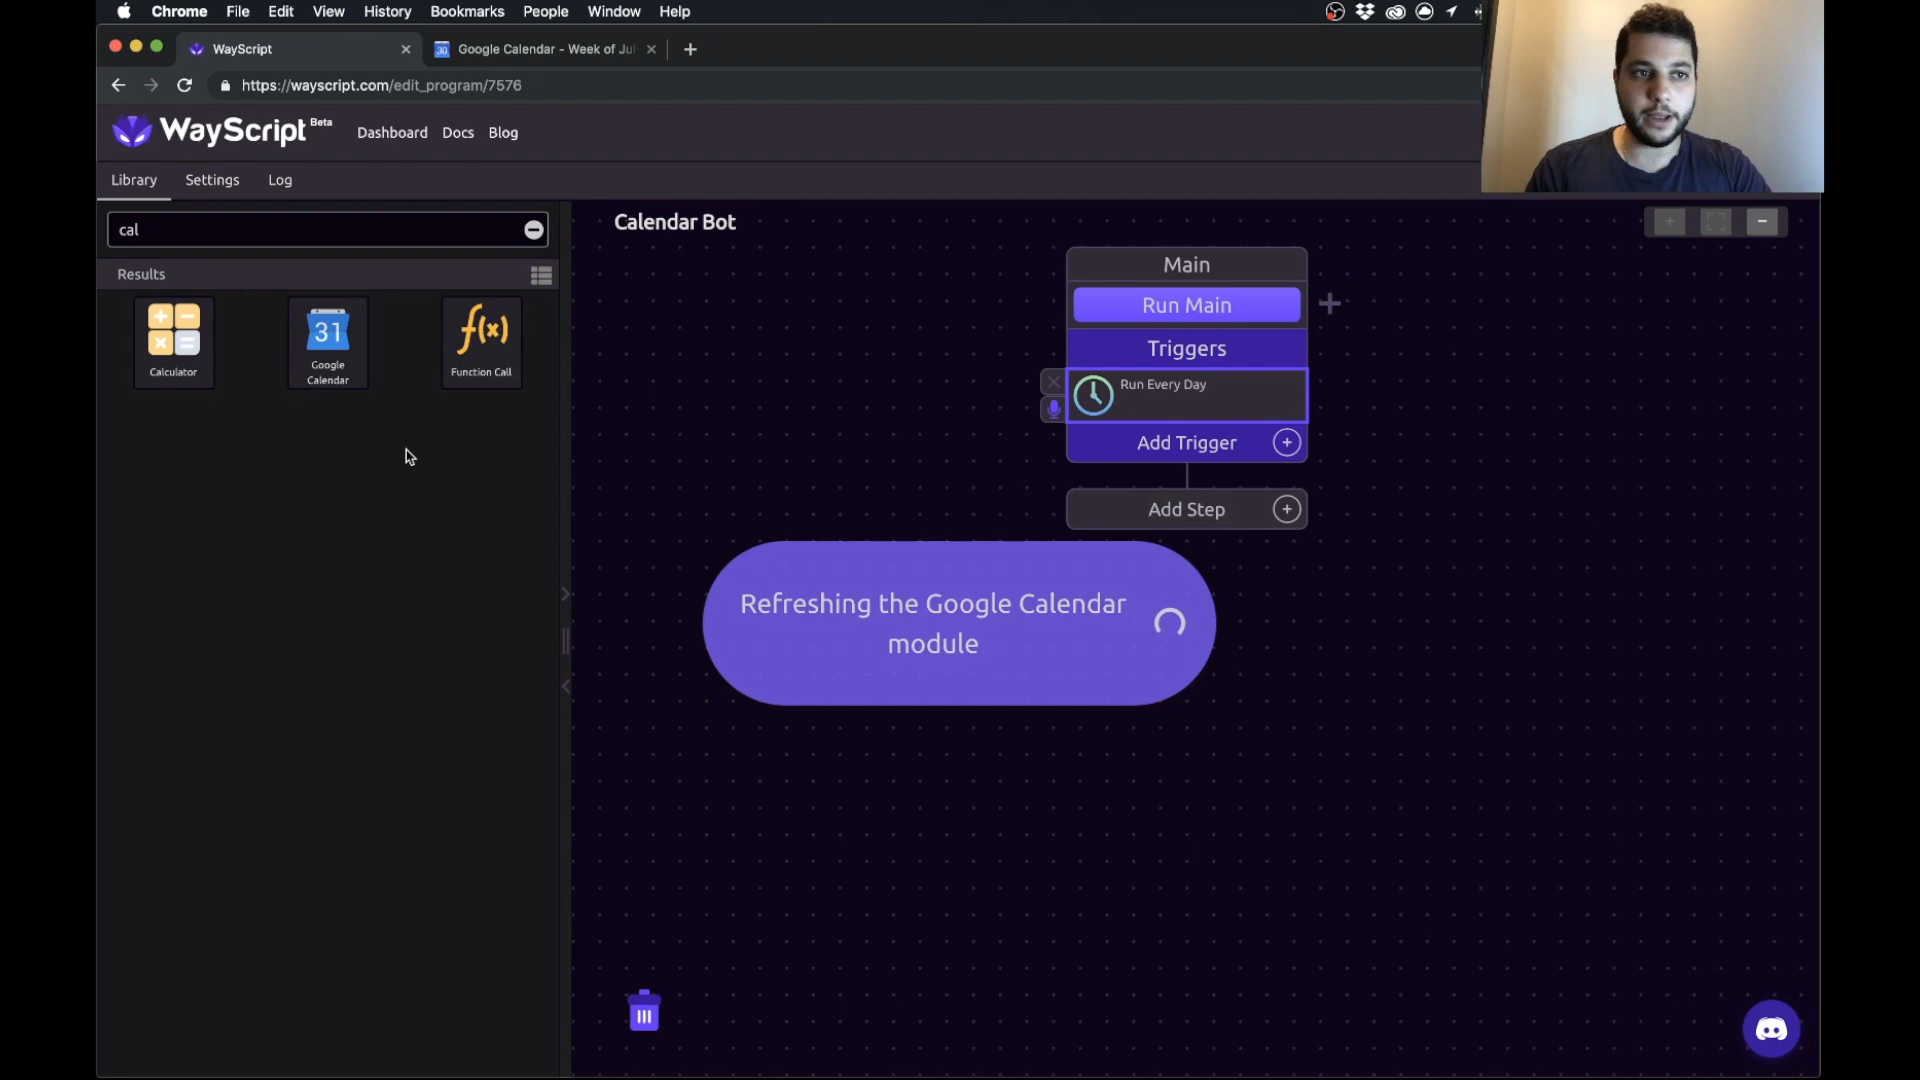 Chrome File Edit View History Bookmarks People Window Help
WayScript
30 Google Calendar - Week of Jul
https://wayscript.com/edit_program/7576
WayScript Beta Dashboard Docs Blog
Library Settings Log
cal
Calendar Bot
Results
Main
Run Main
Triggers
Run Every Day
Add Trigger
Add Step
Calculator
31
Google
Calendar
f(x)
Function Call
Refreshing the Google Calendar
module